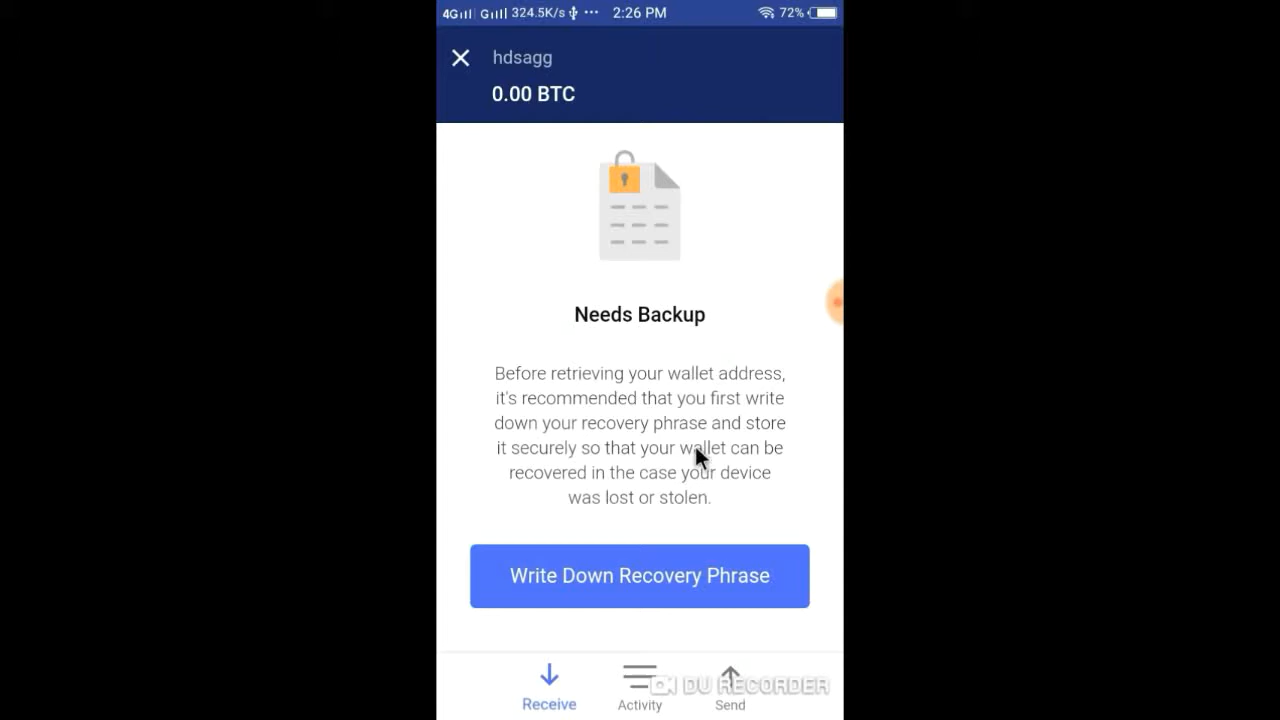 4G G 324.5K/s ··· 2:26 PM 72%
hdsagg
0.00 BTC
Needs Backup
Before retrieving your wallet address,
it's recommended that you first write
down your recovery phrase and store
it securely so that your wallet can be
recovered in the case your device
was lost or stolen.
Write Down Recovery Phrase
Receive Activity Send
DU RECORDER